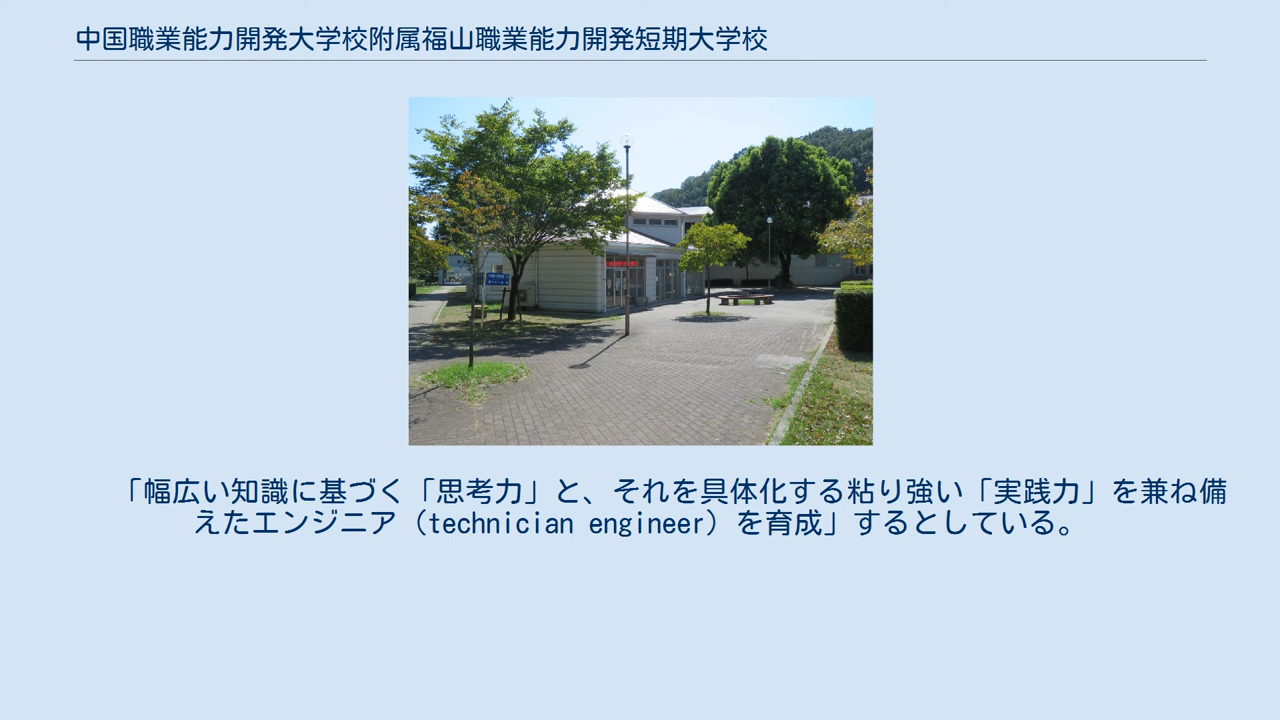 中国職業能力開発大学校附属福山職業能力開発短期大学校
「幅広い知識に基づく「思考力」と、それを具体化する粘り強い「実践力」を兼ね備
えたエンジニア（technician engineer）を育成」するとしている。